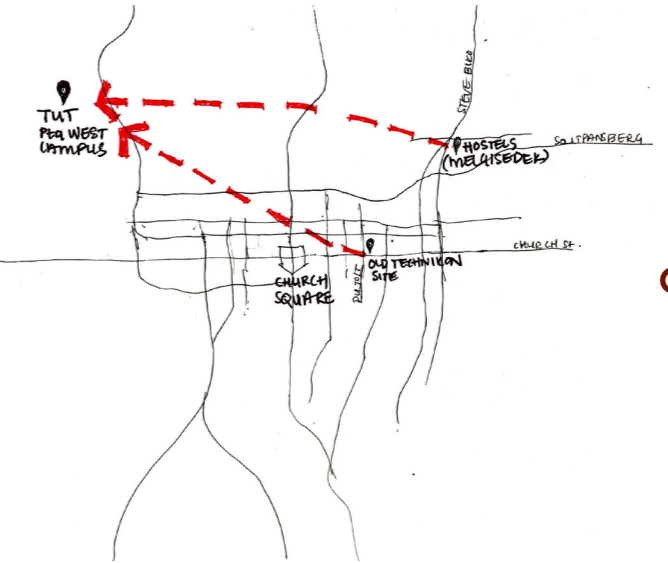 STEVE BIKO
TUT
PTA WEST
CAMPUS
SOUTPANSBERG
HOSTELS
(MELGISEDEK)
CHURCH ST.
OLD TECHNIKON
SITE
DU TOIT
CHURCH
SQUARE